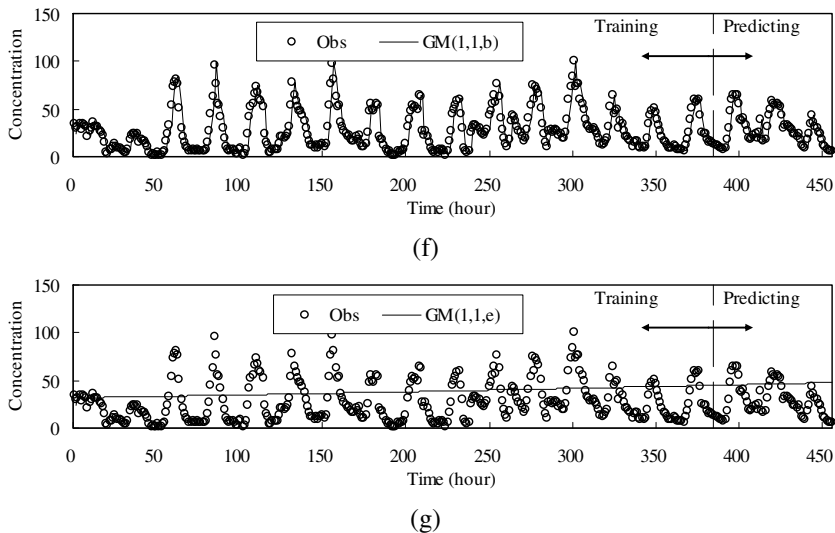 150
Training Predicting
Obs GM(1,1,b)
100
Concentration
50
0
0 50 100 150 200 250 300 350 400 450
Time (hour)
(f)
150
Training Predicting
Obs GM(1,1,e)
100
Concentration
50
0
0 50 100 150 200 250 300 350 400 450
Time (hour)
(g)